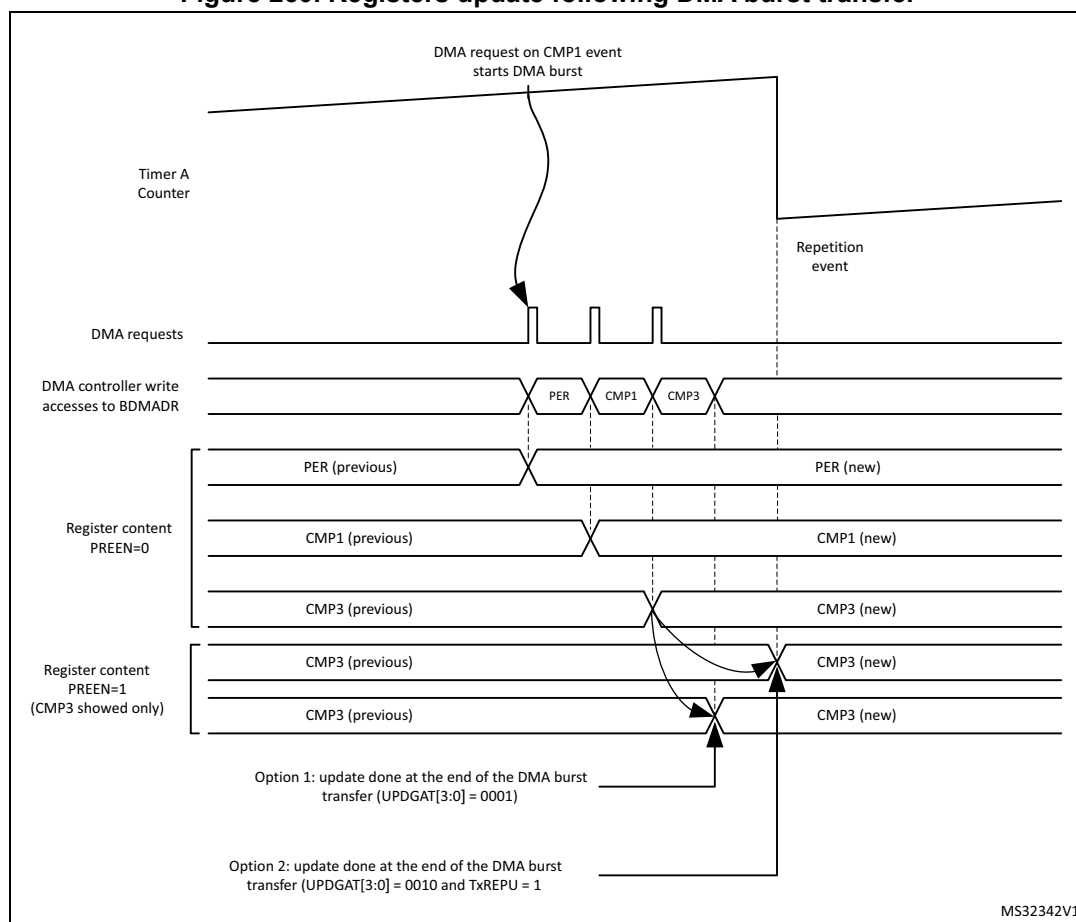 Figure 209. Registers update following DMA burst transfer
DMA request on CMP1 event
starts DMA burst
Timer A
Counter
Repetition
event
DMA requests
DMA controller write
accesses to BDMADR
PER
CMP1
CMP3
PER (previous)
PER (new)
Register content
PREEN=0
CMP1 (previous)
CMP1 (new)
CMP3 (previous)
CMP3 (new)
Register content
PREEN=1
(CMP3 showed only)
CMP3 (previous)
CMP3 (new)
CMP3 (previous)
CMP3 (new)
Option 1: update done at the end of the DMA burst
transfer (UPDGAT[3:0] = 0001)
Option 2: update done at the end of the DMA burst
transfer (UPDGAT[3:0] = 0010 and TxREPU = 1
MS32342V1